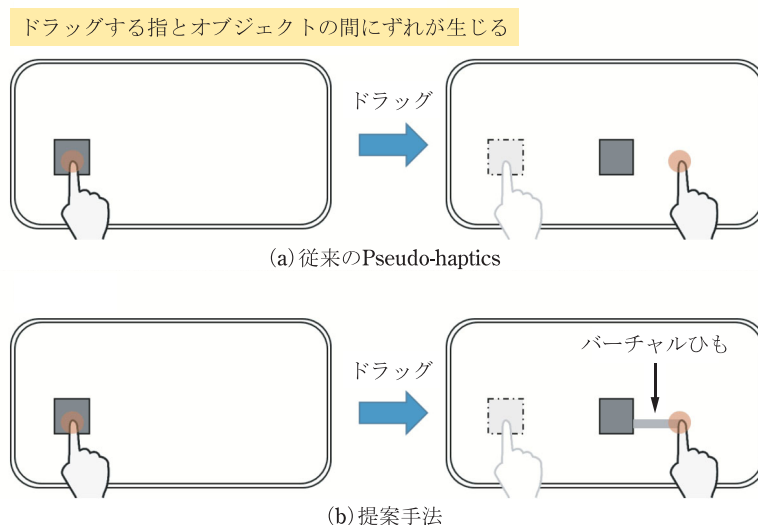 ドラッグする指とオブジェクトの間にずれが生じる
ドラッグ
(a)従来のPseudo-haptics
バーチャルひも
ドラッグ
(b)提案手法